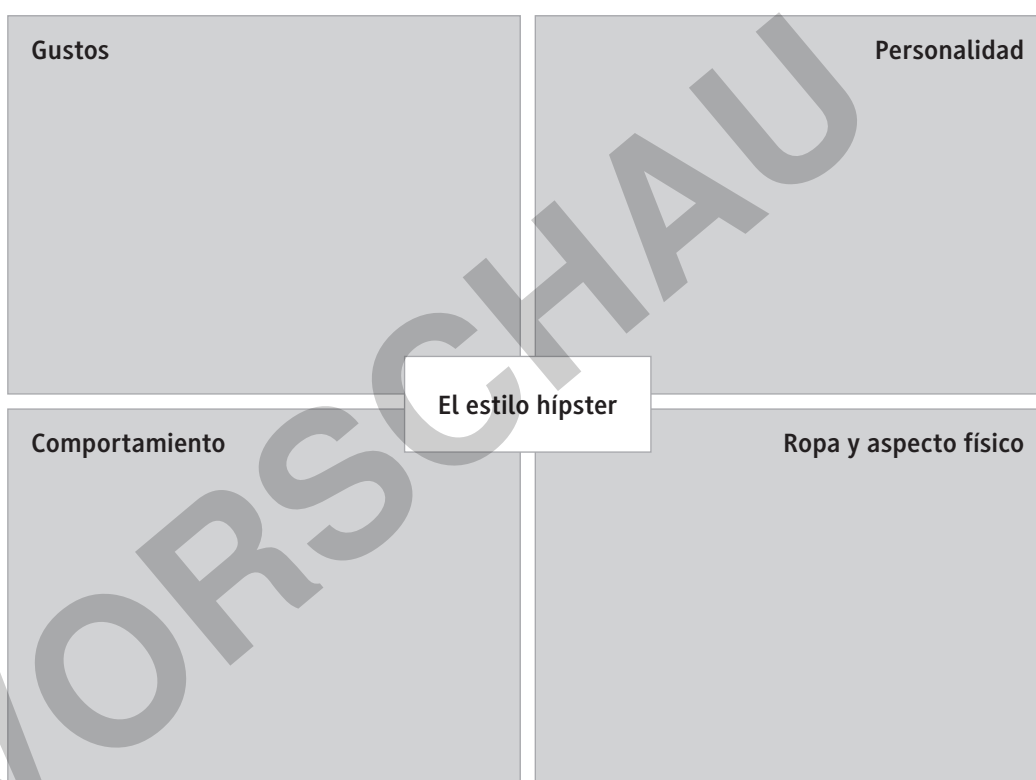 Gustos
Personalidad
El estilo hípster
Comportamiento
Ropa y aspecto físico
VORSCHAU